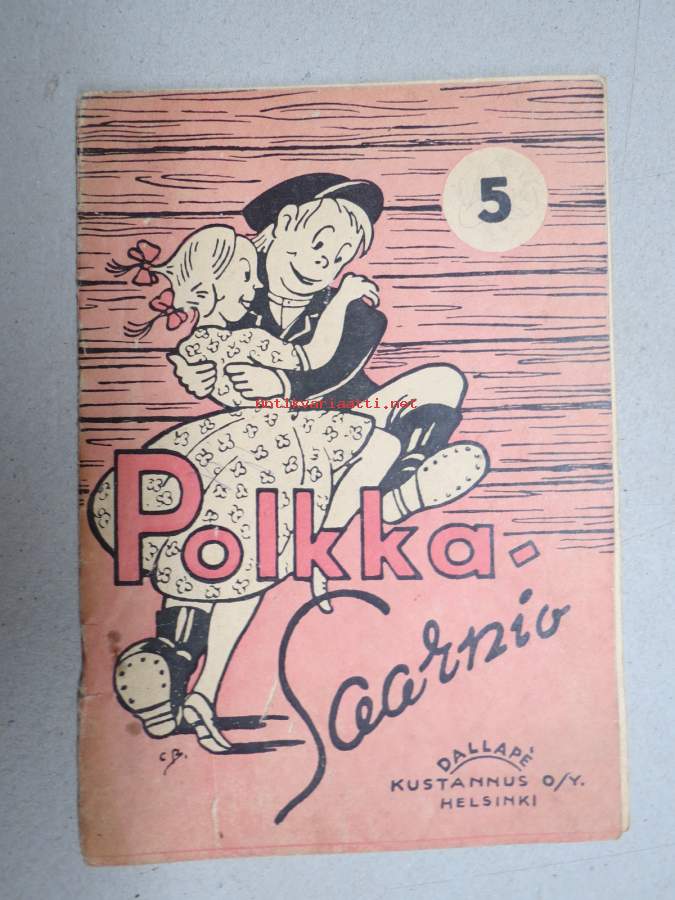 5
antikvariaatti.net
Polkka-
Saarnio
DALLAPÉ
KUSTANNUS O/Y.
HELSINKI
C B.